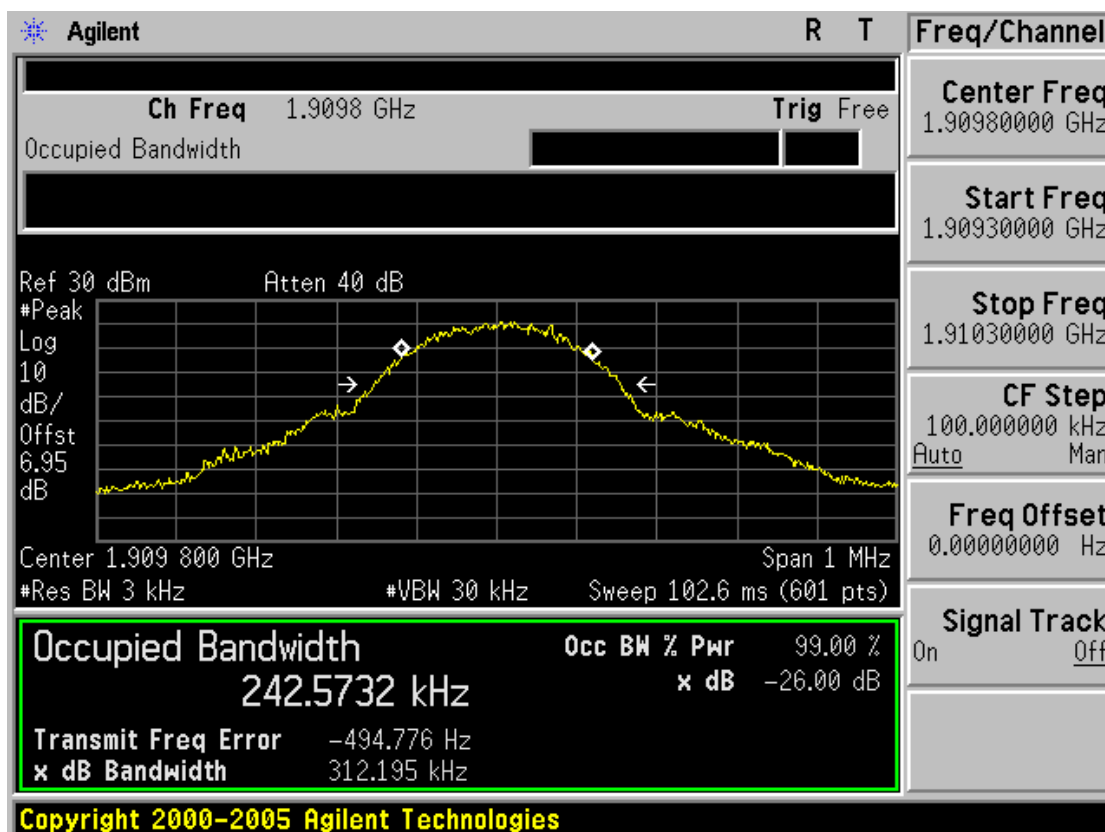 Agilent R T
Freq/Channel
Ch Freq 1.9098 GHz Trig Free
Occupied Bandwidth
Center Freq
1.90980000 GHz
Start Freq
1.90930000 GHz
Stop Freq
1.91030000 GHz
CF Step
100.000000 kHz
Auto Man
Freq Offset
0.00000000 Hz
Signal Track
On Off
Ref 30 dBm Atten 40 dB
#Peak
Log
10
dB/
Offst
6.95
dB
Center 1.909 800 GHz Span 1 MHz
#Res BW 3 kHz #VBW 30 kHz Sweep 102.6 ms (601 pts)
Occupied Bandwidth
242.5732 kHz
Occ BW % Pwr 99.00 %
x dB -26.00 dB
Transmit Freq Error -494.776 Hz
x dB Bandwidth 312.195 kHz
Copyright 2000-2005 Agilent Technologies